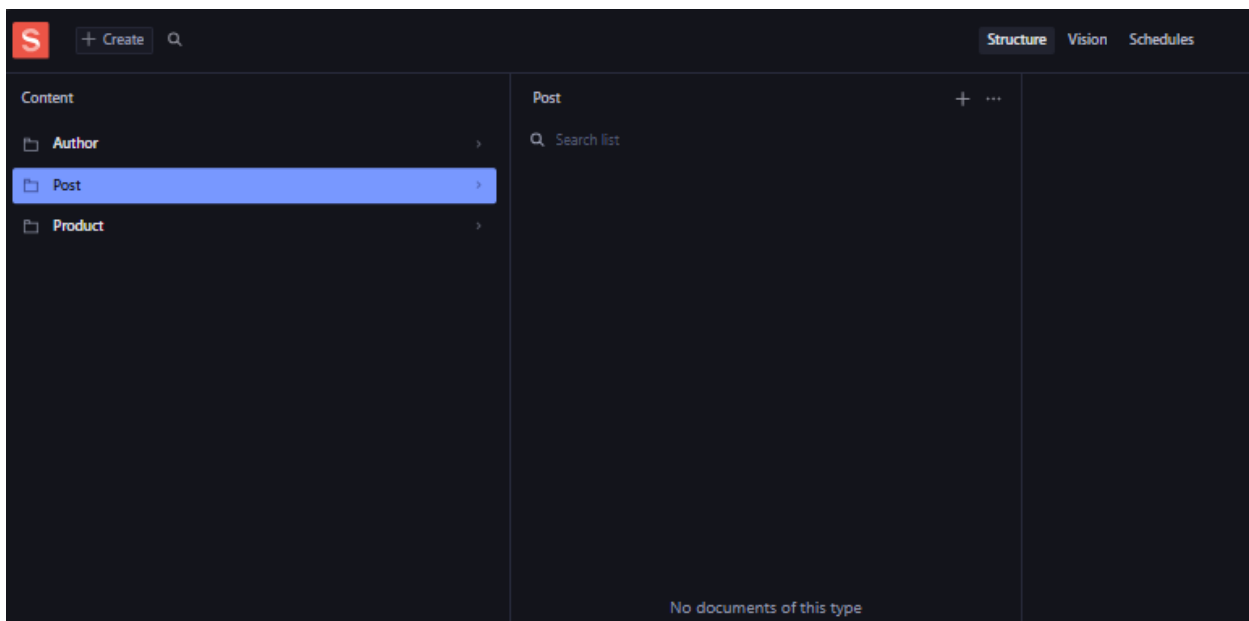 S
+ Create
Structure Vision Schedules
Content
Author
Post
Product
Post
Search list
No documents of this type